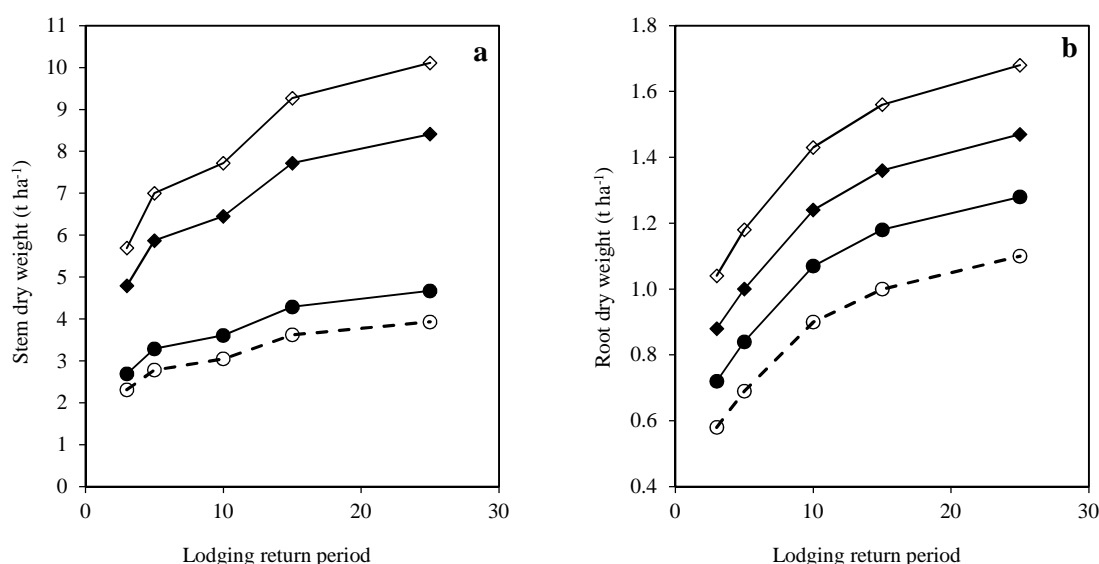 a
Stem dry weight (t ha⁻¹)
11
10
9
8
7
6
5
4
3
2
1
0
0 10 20 30
Lodging return period
b
Root dry weight (t ha⁻¹)
1.8
1.6
1.4
1.2
1.0
0.8
0.6
0.4
0 10 20 30
Lodging return period